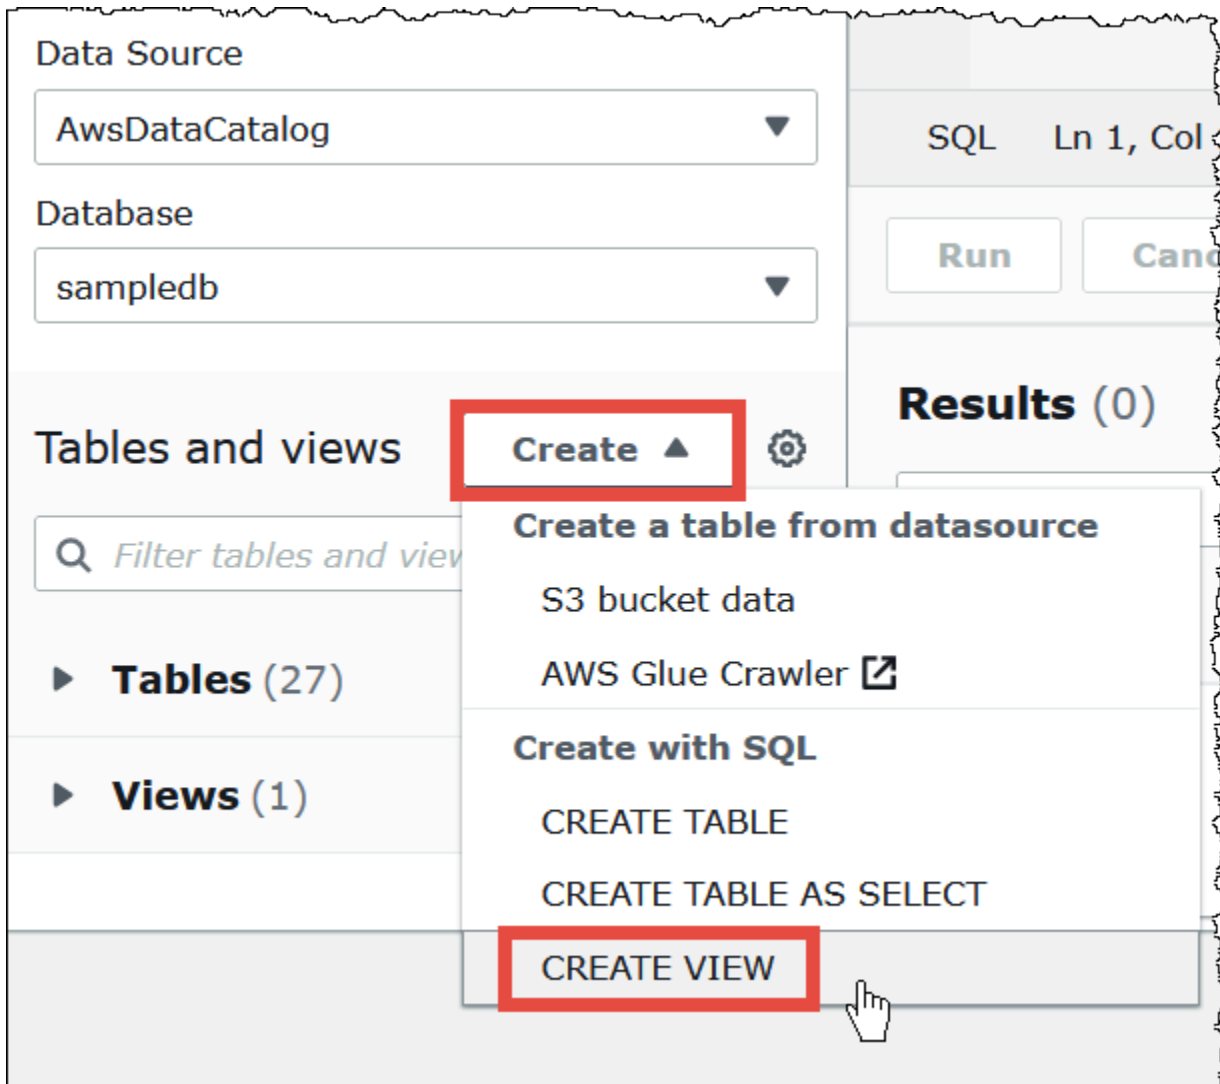 Data Source
AwsDataCatalog
Database
sampledb
Tables and views
Create
Filter tables and
Tables (27)
Views (1)
Create a table from datasource
S3 bucket data
AWS Glue Crawler
Create with SQL
CREATE TABLE
CREATE TABLE AS SELECT
CREATE VIEW
SQL Ln 1, Col
Run
Results (0)